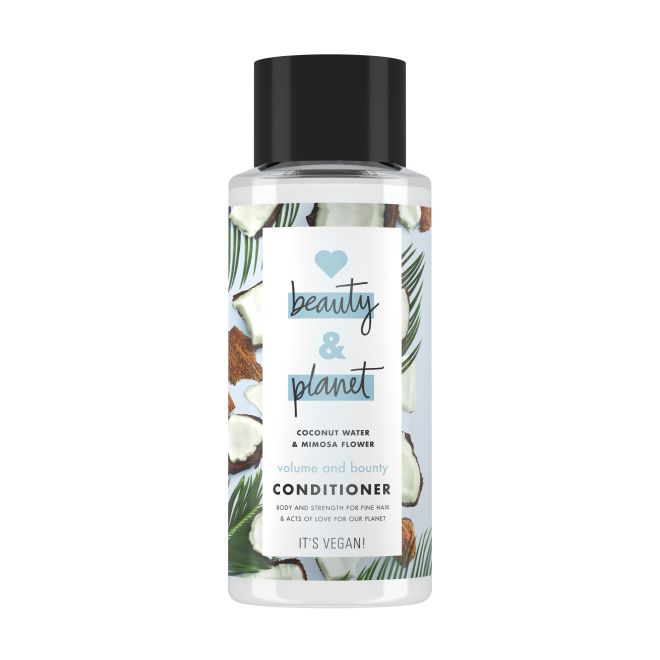 beauty
&
planet
COCONUT WATER
& MIMOSA FLOWER
volume and bounty
CONDITIONER
BODY AND STRENGTH FOR FINE HAIR
& ACTS OF LOVE FOR OUR PLANET
IT'S VEGAN!